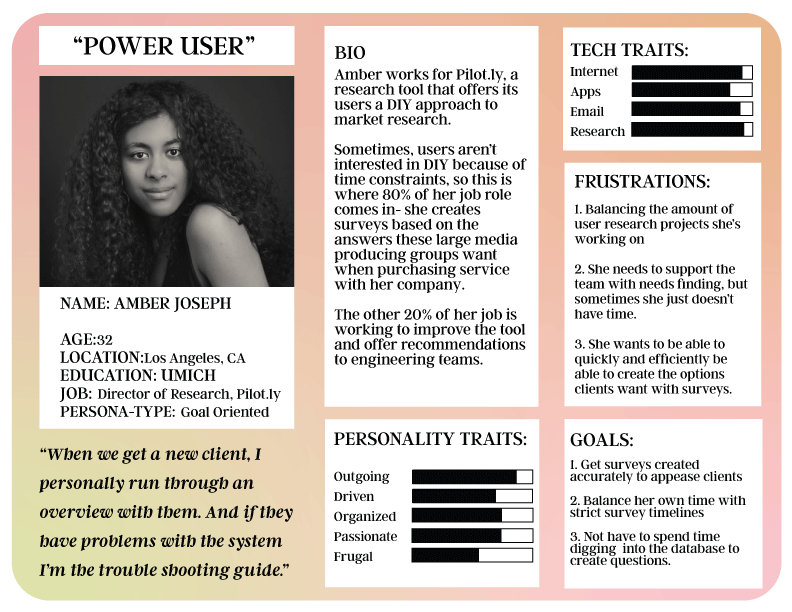 “POWER USER”
NAME: AMBER JOSEPH
AGE:32
LOCATION:Los Angeles, CA
EDUCATION: UMICH
JOB: Director of Research, Pilot.ly
PERSONA-TYPE: Goal Oriented
“When we get a new client, I
personally run through an
overview with them. And if they
have problems with the system
I’m the trouble shooting guide.”
BIO
Amber works for Pilot.ly, a
research tool that offers its
users a DIY approach to
market research.
Sometimes, users aren’t
interested in DIY because of
time constraints, so this is
where 80% of her job role
comes in- she creates
surveys based on the
answers these large media
producing groups want
when purchasing service
with her company.
The other 20% of her job is
working to improve the tool
and offer recommendations
to engineering teams.
PERSONALITY TRAITS:
Outgoing
Driven
Organized
Passionate
Frugal
TECH TRAITS:
Internet
Apps
Email
Research
FRUSTRATIONS:
1. Balancing the amount of
user research projects she’s
working on
2. She needs to support the
team with needs finding, but
sometimes she just doesn’t
have time.
3. She wants to be able to
quickly and efficiently be
able to create the options
clients want with surveys.
GOALS:
1. Get surveys created
accurately to appease clients
2. Balance her own time with
strict survey timelines
3. Not have to spend time
digging into the database to
create questions.